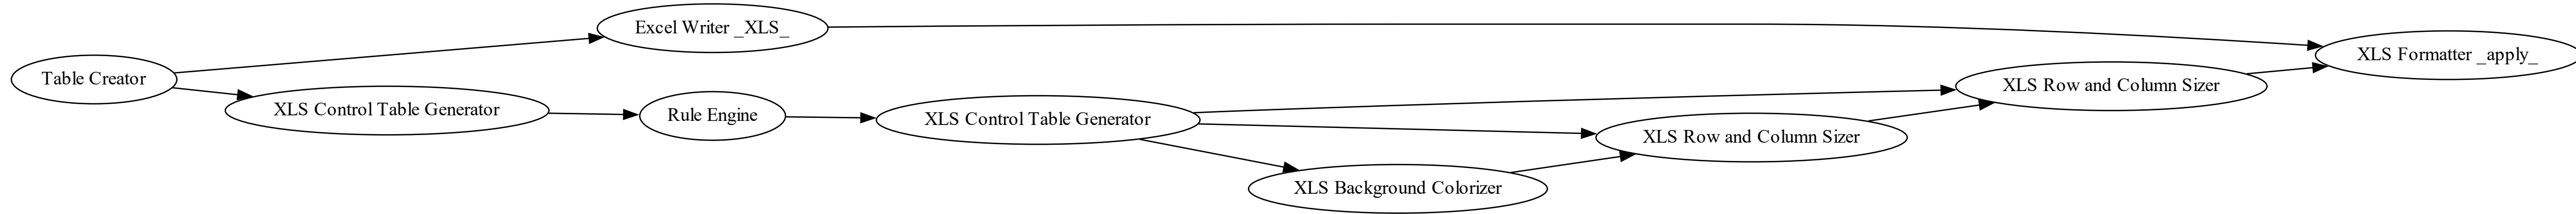 Table Creator
Excel Writer _XLS_
XLS Control Table Generator
Rule Engine
XLS Control Table Generator
XLS Background Colorizer
XLS Row and Column Sizer
XLS Row and Column Sizer
XLS Formatter _apply_